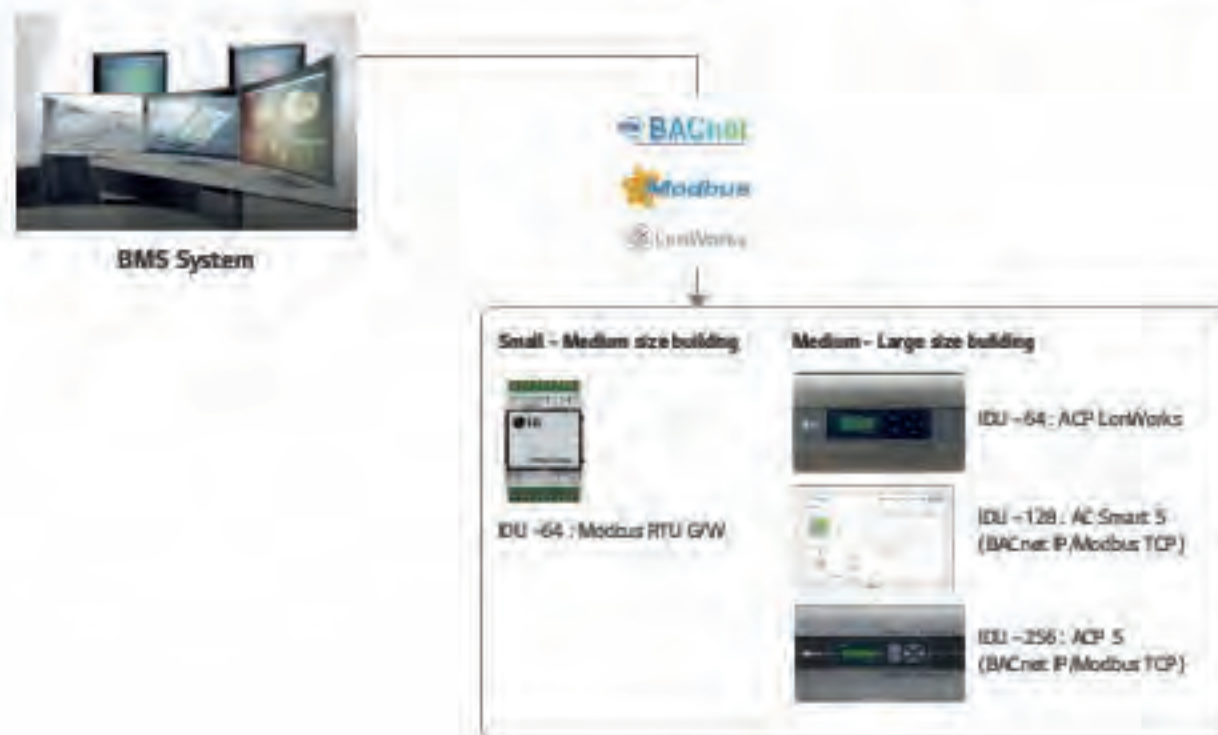 BACnet
Modbus
LonWorks
BMS System
Small - Medium size building
LG
IDU ~64 : Modbus RTU G/W
Medium - Large size building
IDU ~64 : ACP LonWorks
IDU ~128 : AC Smart 5
(BACnet IP/Modbus TCP)
IDU ~256 : ACP 5
(BACnet IP/Modbus TCP)